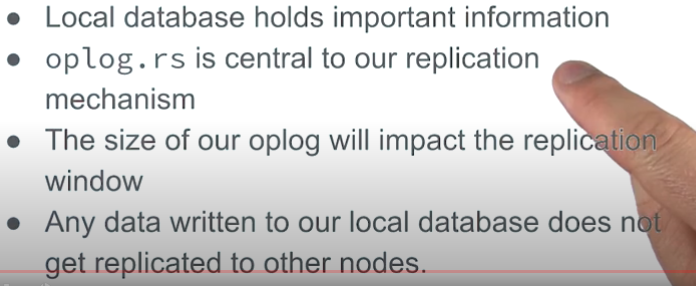 • Local database holds important information
• oplog.rs is central to our replication
mechanism
• The size of our oplog will impact the replication
window
• Any data written to our local database does not
get replicated to other nodes.